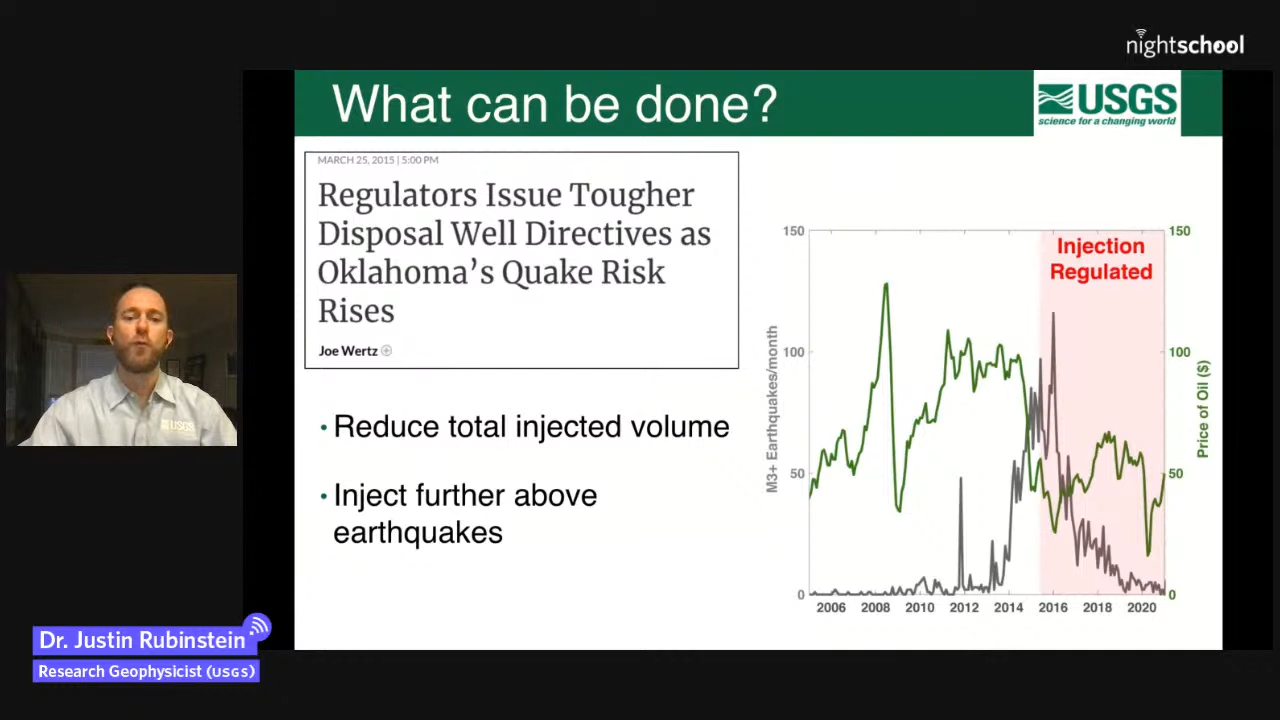 nightschool
What can be done?
USGS
science for a changing world
MARCH 25, 2015 | 5:00 PM
Regulators Issue Tougher
Disposal Well Directives as
Oklahoma's Quake Risk
Rises
Joe Wertz
• Reduce total injected volume
• Inject further above
earthquakes
Injection
Regulated
M3+ Earthquakes/month
150
100
50
0
Price of Oil ($)
150
100
50
0
2006 2008 2010 2012 2014 2016 2018 2020
USGS
Dr. Justin Rubinstein
Research Geophysicist (USGS)